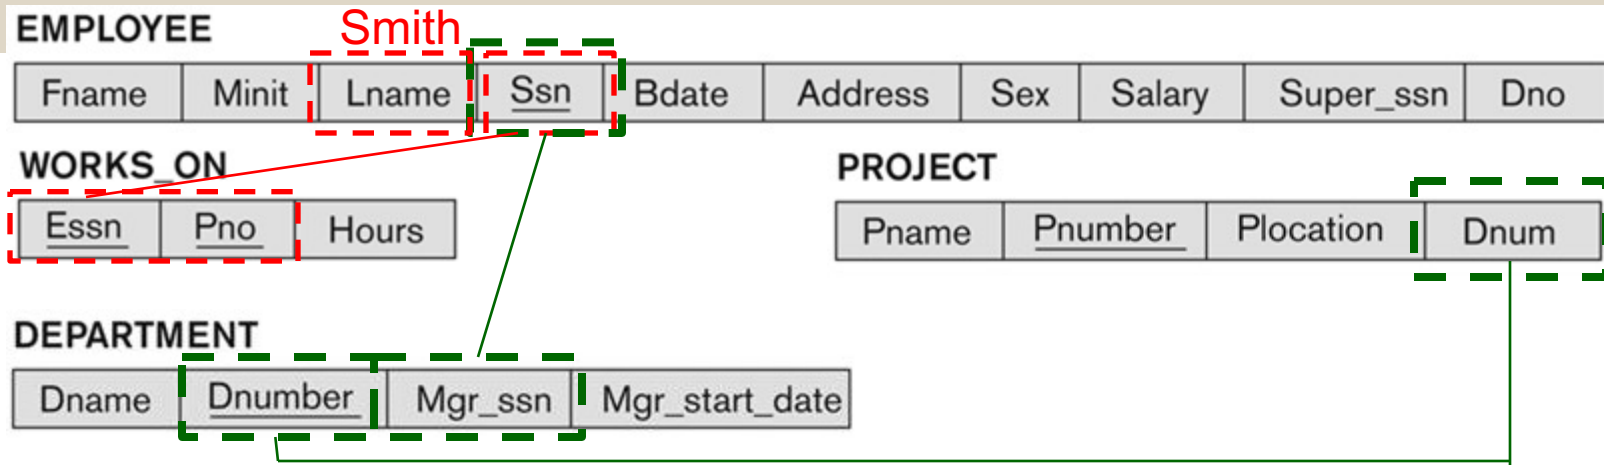 Smith
EMPLOYEE
Fname Minit Lname Ssn Bdate Address Sex Salary Super_ssn Dno
WORKS_ON
Essn Pno Hours
PROJECT
Pname Pnumber Plocation Dnum
DEPARTMENT
Dname Dnumber Mgr_ssn Mgr_start_date